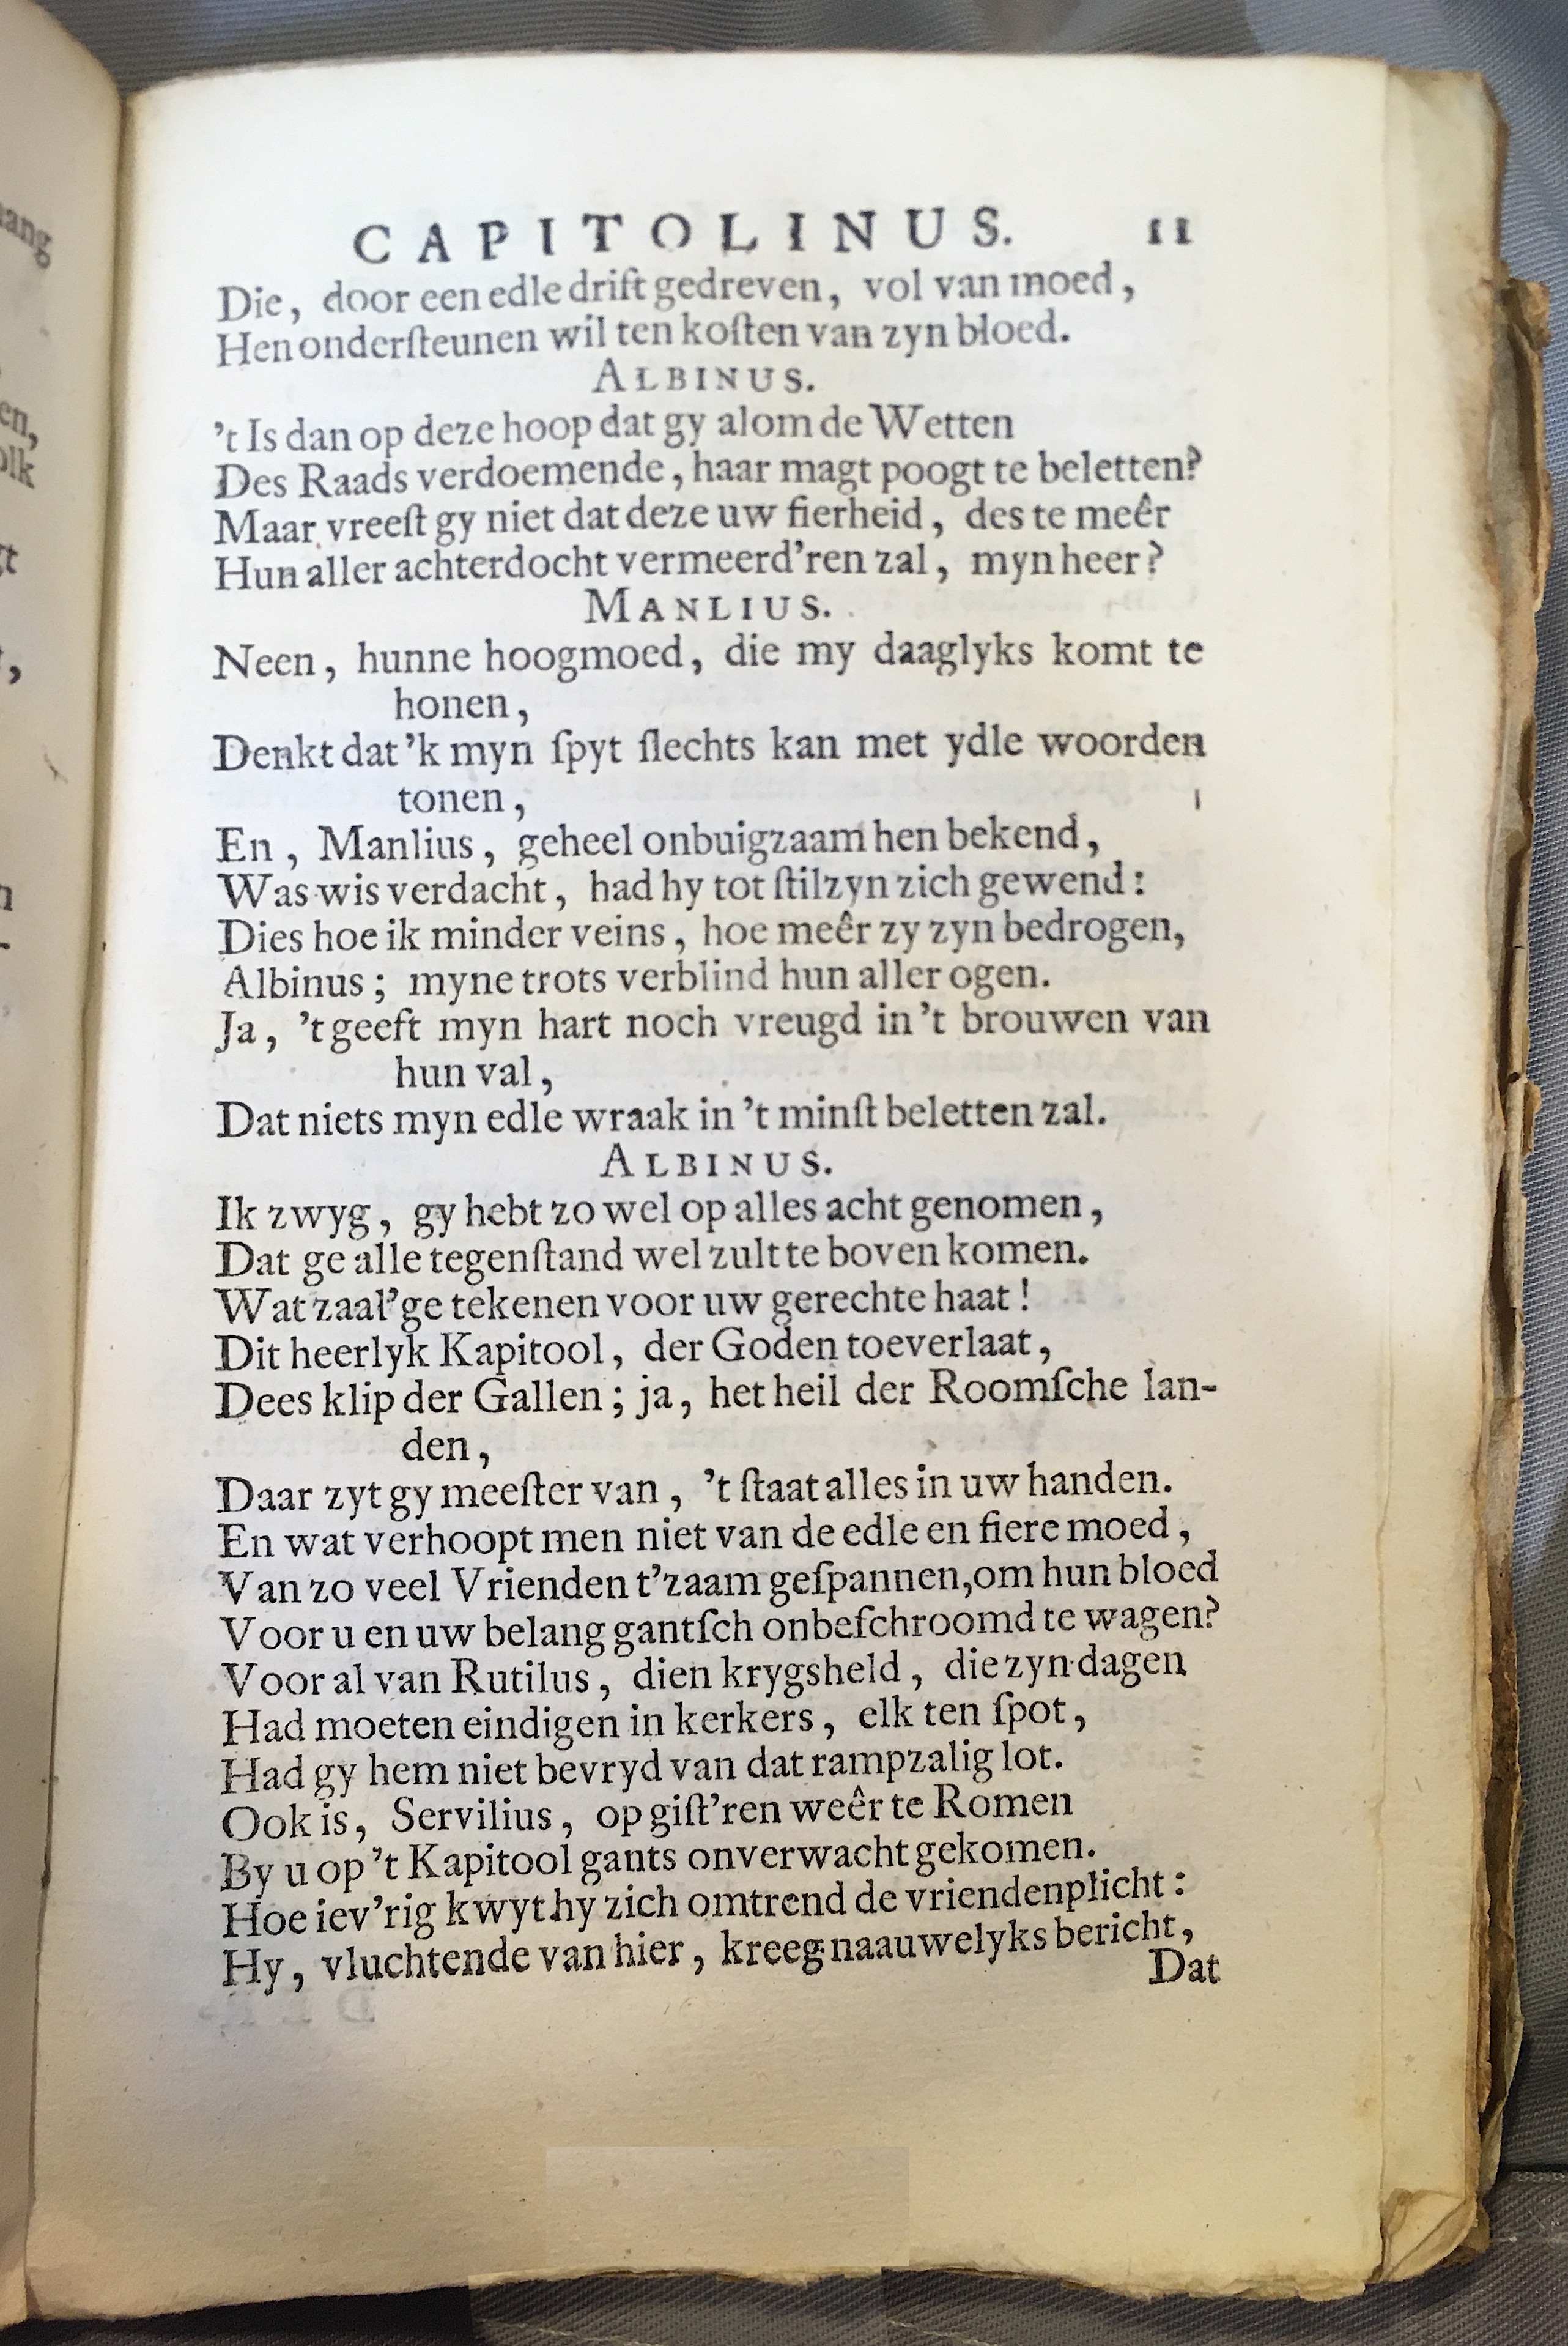 CAPITOLINUS. 11
Die, door een edle drift gedreven, vol van moed,
Hen onderſteunen wil ten koſten van zyn bloed.
ALBINUS.
't Is dan op deze hoop dat gy alom de Wetten
Des Raads verdoemende, haar magt poogt te beletten?
Maar vreeſt gy niet dat deze uw fierheid, des te meêr
Hun aller achterdocht vermeerd'ren zal, myn heer?
MANLIUS.
Neen, hunne hoogmoed, die my daaglyks komt te
honen,
Denkt dat 'k myn ſpyt ſlechts kan met ydle woorden
tonen,
En, Manlius, geheel onbuigzaam hen bekend,
Was wis verdacht, had hy tot ſtilzyn zich gewend:
Dies hoe ik minder veins, hoe meêr zy zyn bedrogen,
Albinus; myne trots verblind hun aller ogen.
Ja, 't geeft myn hart noch vreugd in 't brouwen van
hun val,
Dat niets myn edle wraak in 't minſt beletten zal.
ALBINUS.
Ik zwyg, gy hebt zo wel op alles acht genomen,
Dat ge alle tegenſtand wel zult te boven komen.
Wat zaal'ge tekenen voor uw gerechte haat!
Dit heerlyk Kapitool, der Goden toeverlaat,
Dees klip der Gallen; ja, het heil der Roomſche lan-
den,
Daar zyt gy meeſter van, 't ſtaat alles in uw handen.
En wat verhoopt men niet van de edle en fiere moed,
Van zo veel Vrienden t'zaam geſpannen, om hun bloed
Voor u en uw belang gantſch onbeſchroomd te wagen?
Voor al van Rutilus, dien krygsheld, die zyn dagen
Had moeten eindigen in kerkers, elk ten ſpot,
Had gy hem niet bevryd van dat rampzalig lot.
Ook is, Servilius, op giſt'ren weêr te Romen
By u op 't Kapitool gants onverwacht gekomen.
Hoe iev'rig kwyt hy zich omtrend de vriendenplicht:
Hy, vluchtende van hier, kreeg naauwelyks bericht,
Dat